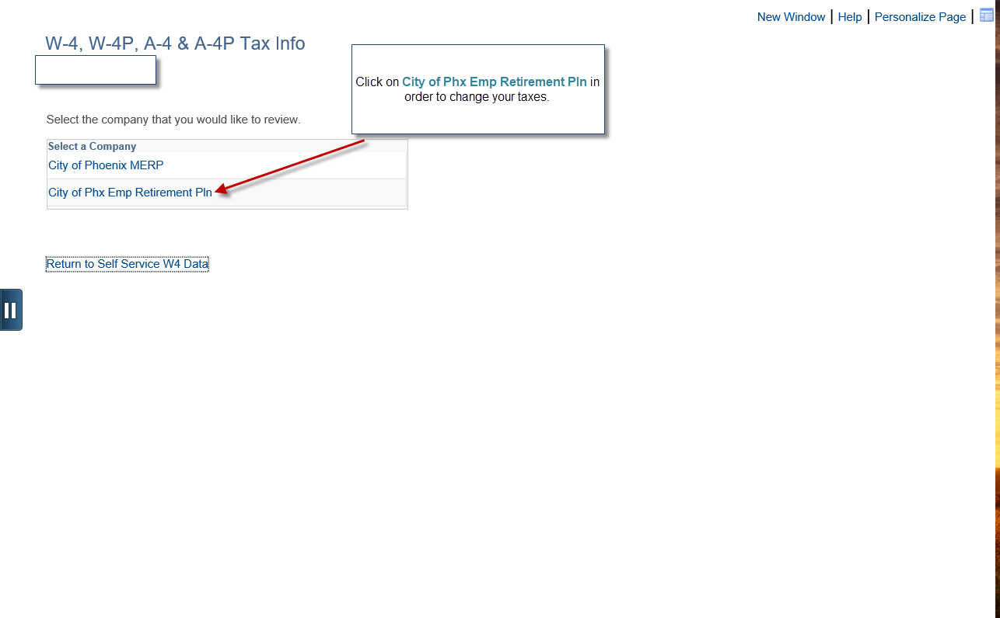 New Window | Help | Personalize Page |
W-4, W-4P, A-4 & A-4P Tax Info
Click on City of Phx Emp Retirement Pln in
order to change your taxes.
Select the company that you would like to review.
Select a Company
City of Phoenix MERP
City of Phx Emp Retirement Pln
Return to Self Service W4 Data